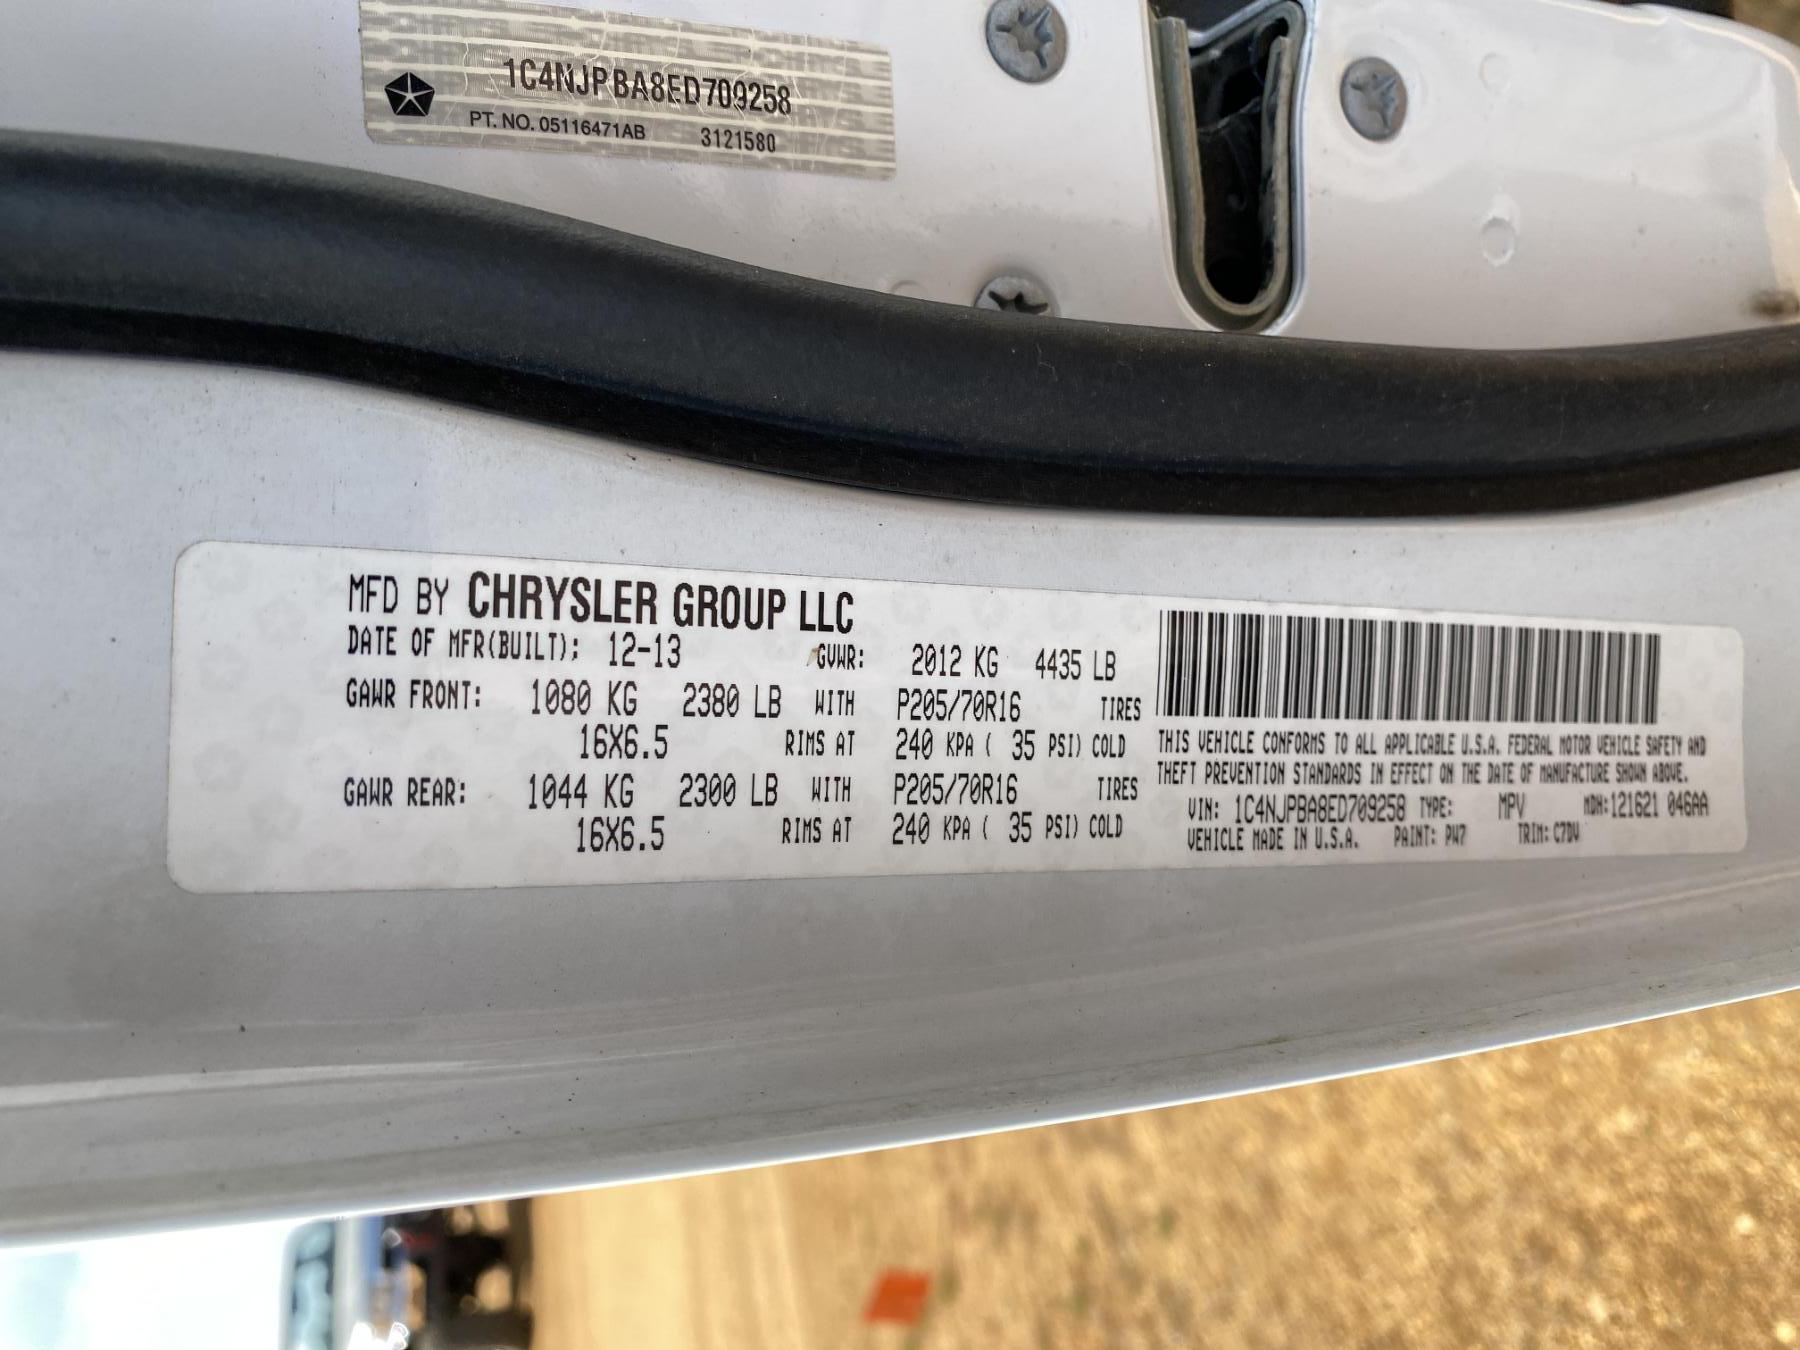 1C4NJPBA8ED709258
PT. NO. 05116471AB 3121580
MFD BY CHRYSLER GROUP LLC
DATE OF MFR(BUILT): 12-13 GVWR: 2012 KG 4435 LB
GAWR FRONT: 1080 KG 2380 LB WITH P205/70R16 TIRES
16X6.5 RIMS AT 240 KPA ( 35 PSI) COLD
GAWR REAR: 1044 KG 2300 LB WITH P205/70R16 TIRES
16X6.5 RIMS AT 240 KPA ( 35 PSI) COLD
THIS VEHICLE CONFORMS TO ALL APPLICABLE U.S.A. FEDERAL MOTOR VEHICLE SAFETY AND
THEFT PREVENTION STANDARDS IN EFFECT ON THE DATE OF MANUFACTURE SHOWN ABOVE.
VIN: 1C4NJPBA8ED709258 TYPE: MPV MDH: 121621 046AA
VEHICLE MADE IN U.S.A. PAINT: PW7 TRIM: C7DV